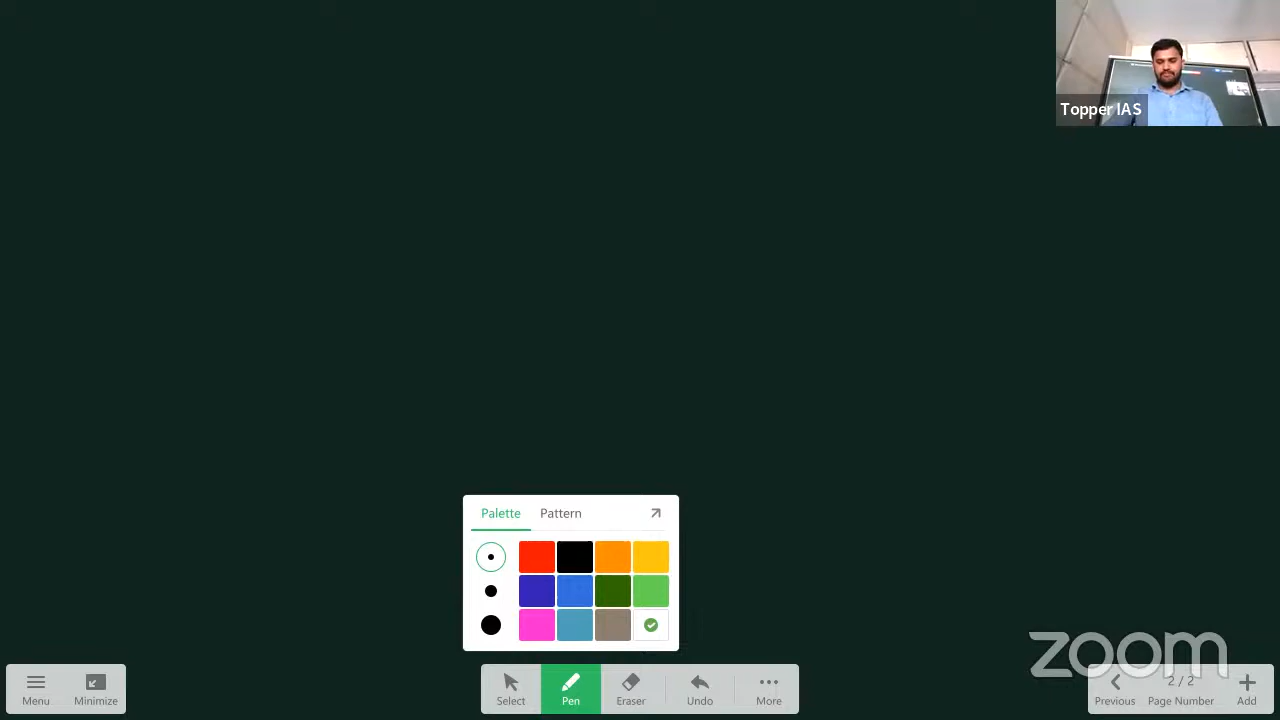 Topper IAS
Palette Pattern
zoom
Menu Minimize Select Pen Eraser Undo More
2 / 2
Previous Page Number Add